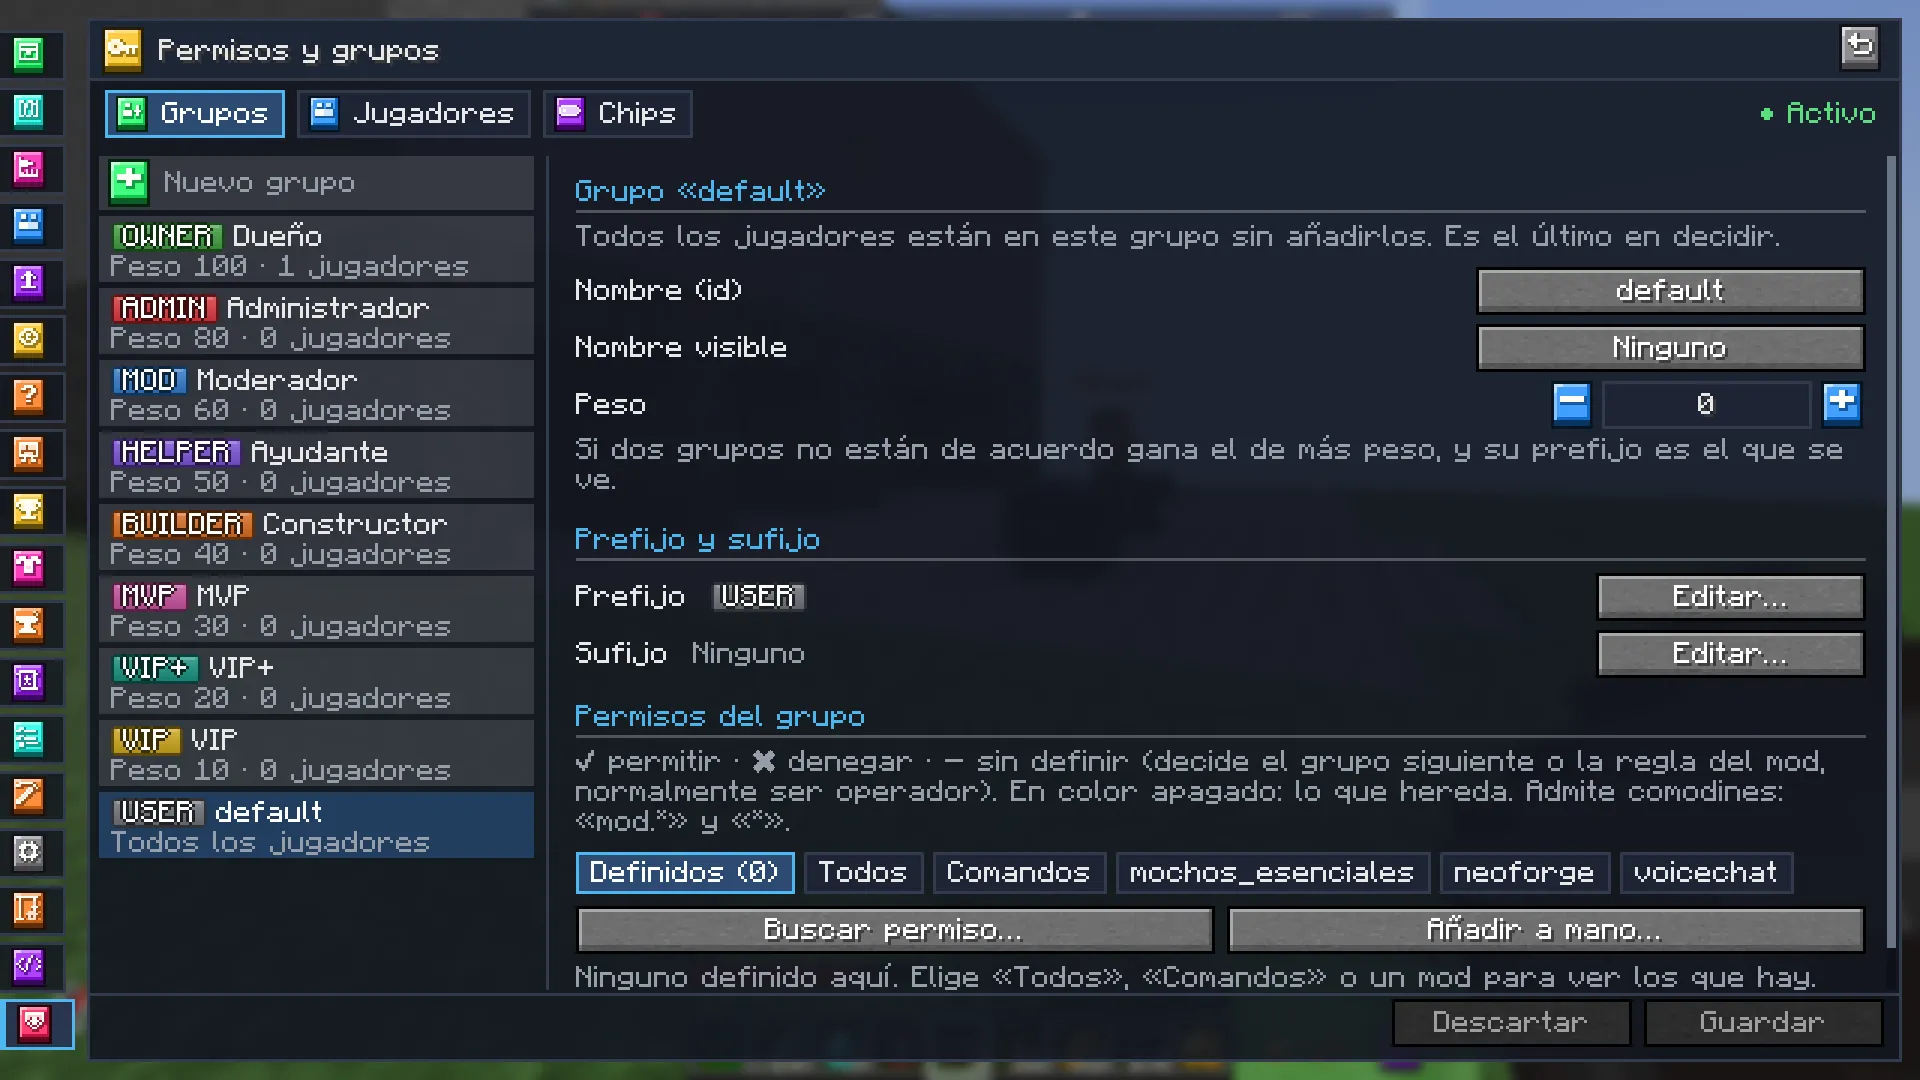 Permisos y grupos
Grupos
Jugadores
Chips
• Activo
Nuevo grupo
OWNER Dueño
Peso 100 · 1 jugadores
ADMIN Administrador
Peso 80 · 0 jugadores
MOD Moderador
Peso 60 · 0 jugadores
HELPER Ayudante
Peso 50 · 0 jugadores
BUILDER Constructor
Peso 40 · 0 jugadores
MVP MVP
Peso 30 · 0 jugadores
VIP+ VIP+
Peso 20 · 0 jugadores
VIP VIP
Peso 10 · 0 jugadores
USER default
Todos los jugadores
Grupo «default»
Todos los jugadores están en este grupo sin añadirlos. Es el último en decidir.
Nombre (id)
default
Nombre visible
Ninguno
Peso
0
Si dos grupos no están de acuerdo gana el de más peso, y su prefijo es el que se
ve.
Prefijo y sufijo
Prefijo USER
Editar...
Sufijo Ninguno
Editar...
Permisos del grupo
✓ permitir · ✖ denegar · — sin definir (decide el grupo siguiente o la regla del mod,
normalmente ser operador). En color apagado: lo que hereda. Admite comodines:
«mod.*» y «*».
Definidos (0)
Todos
Comandos
mochos_esenciales
neoforge
voicechat
Buscar permiso...
Añadir a mano...
Ninguno definido aquí. Elige «Todos», «Comandos» o un mod para ver los que hay.
Descartar
Guardar